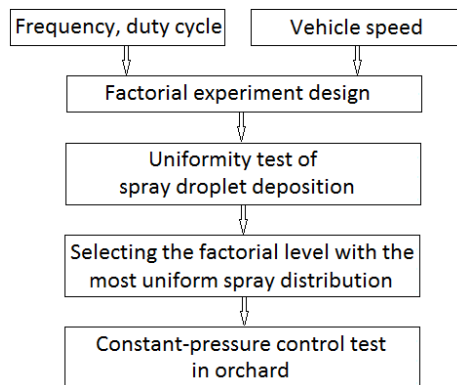 Frequency, duty cycle
Vehicle speed
Factorial experiment design
Uniformity test of
spray droplet deposition
Selecting the factorial level with the
most uniform spray distribution
Constant-pressure control test
in orchard